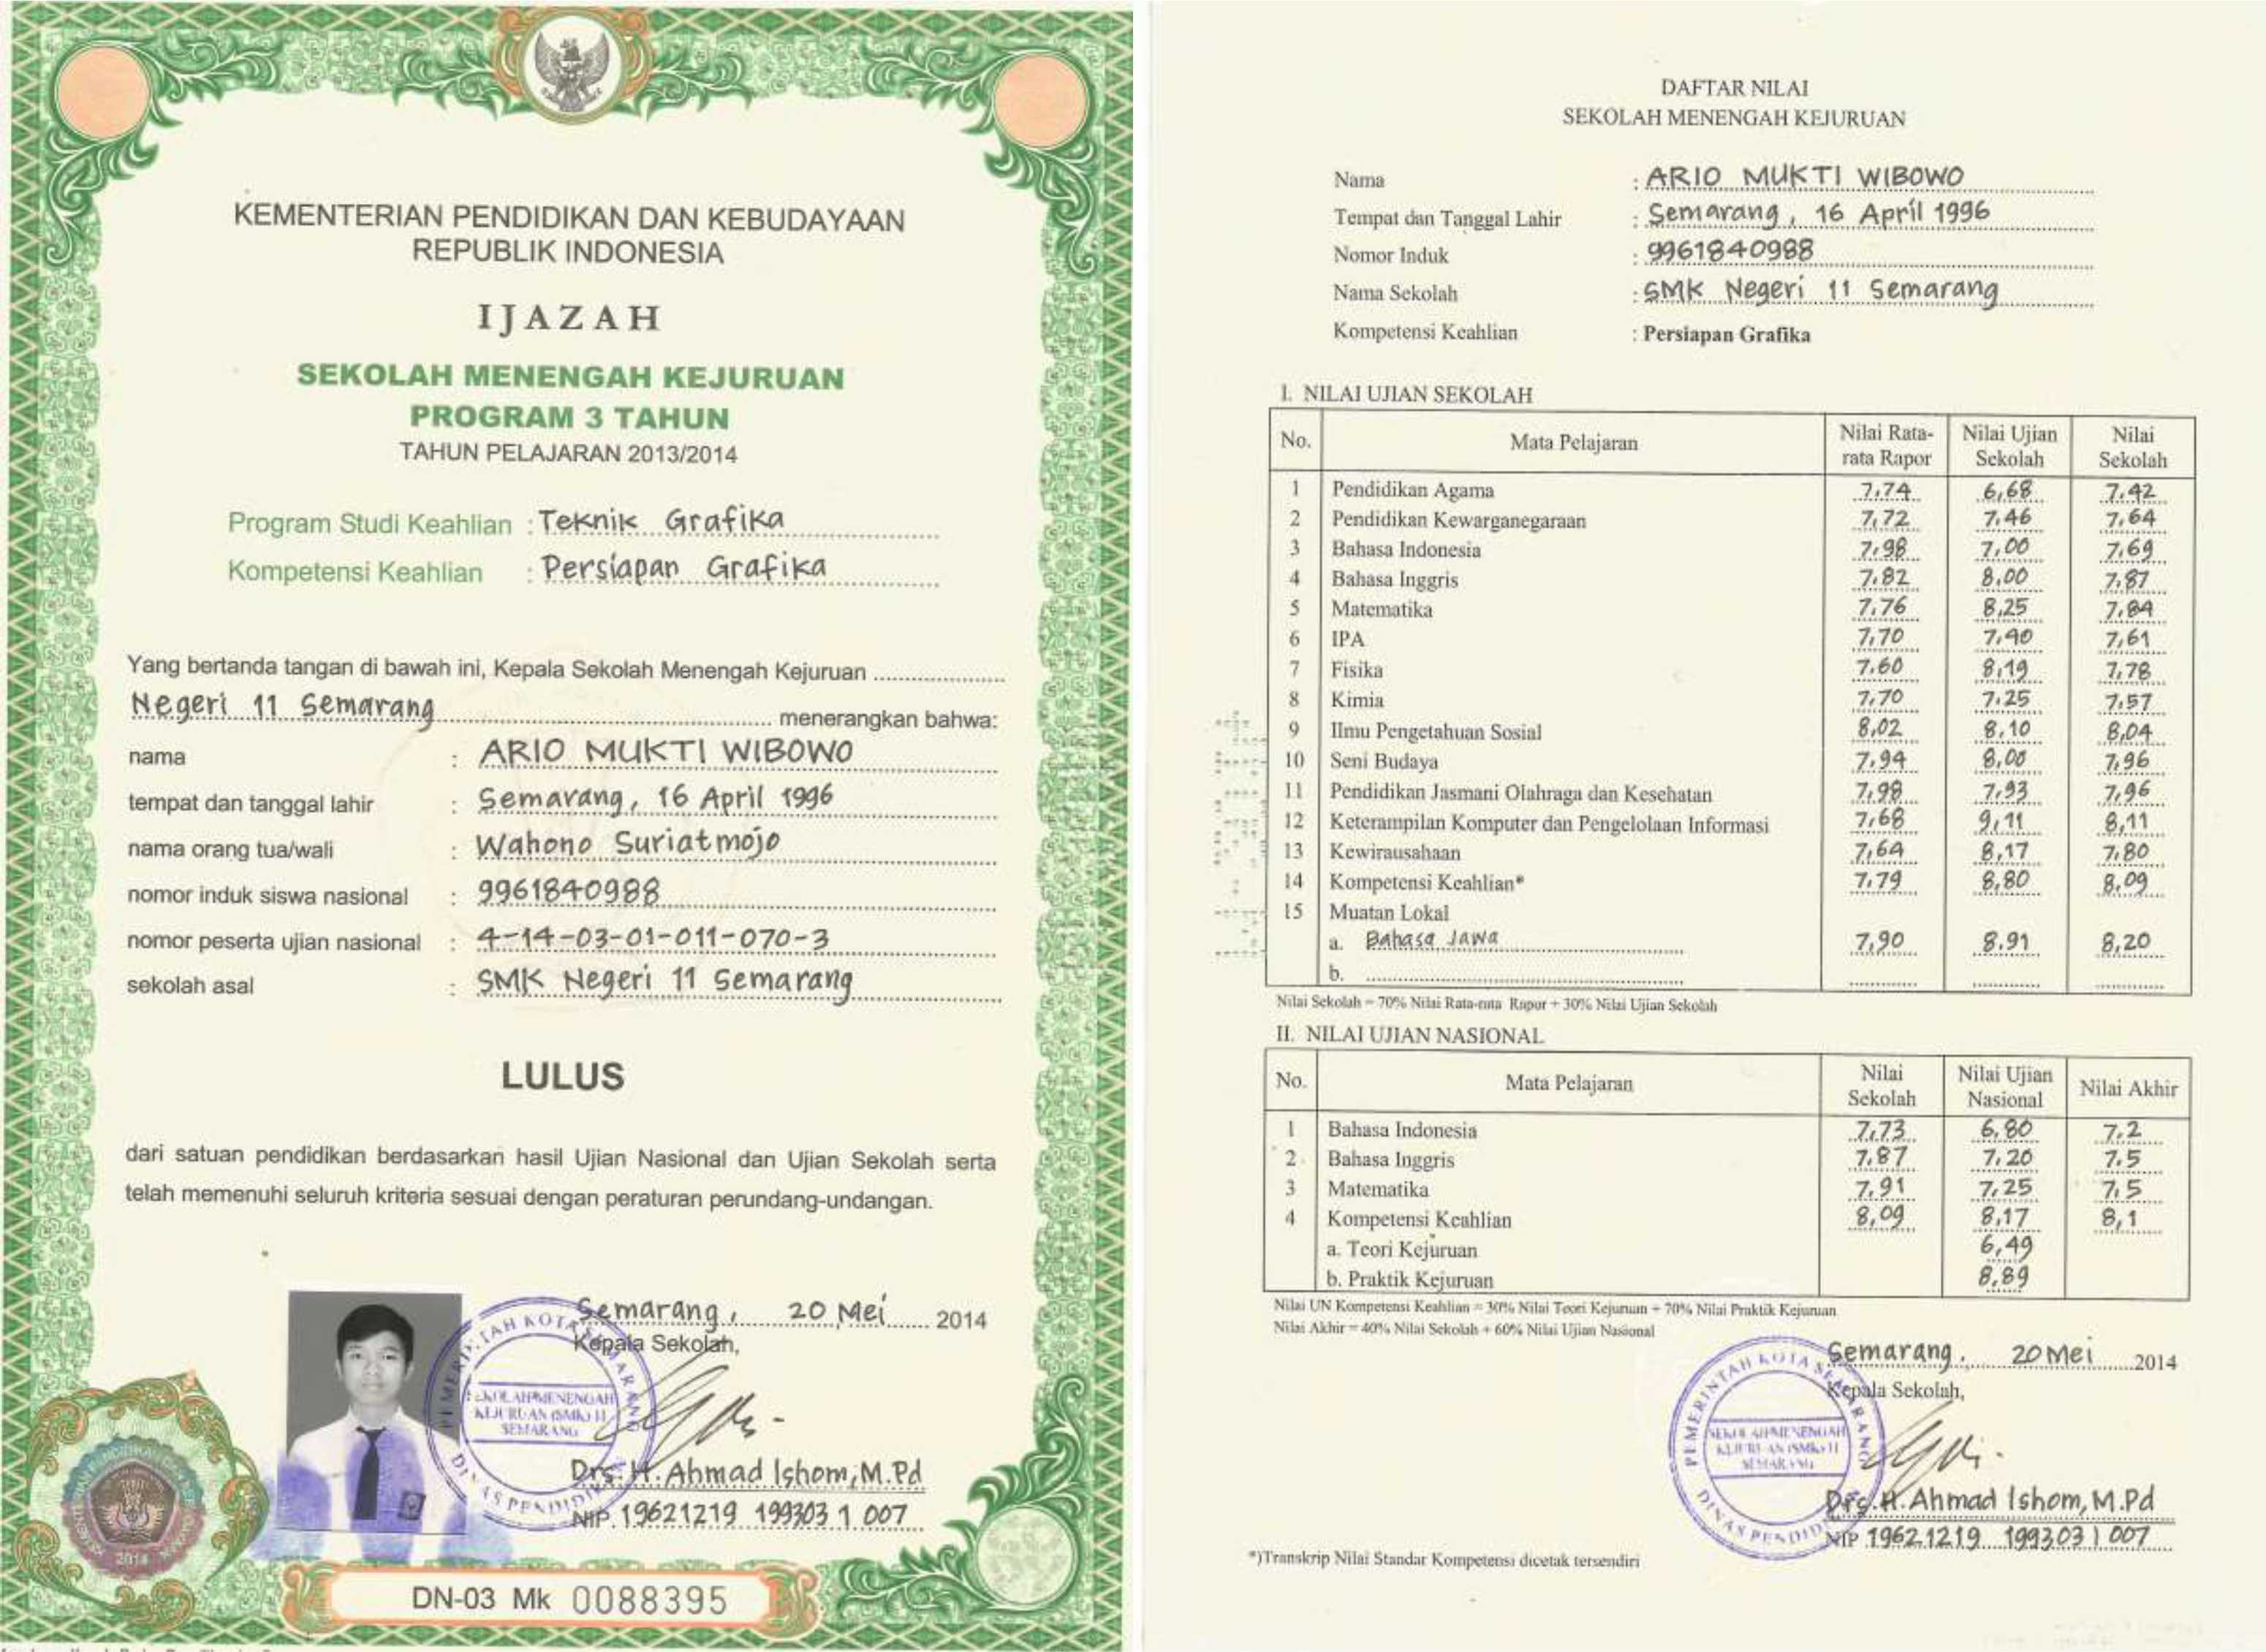 KEMENTERIAN PENDIDIKAN DAN KEBUDAYAAN
REPUBLIK INDONESIA
IJAZAH
SEKOLAH MENENGAH KEJURUAN
PROGRAM 3 TAHUN
TAHUN PELAJARAN 2013/2014
Program Studi Keahlian : Teknik Grafika
Kompetensi Keahlian : Persiapan Grafika
Yang bertanda tangan di bawah ini, Kepala Sekolah Menengah Kejuruan
Negeri 11 Semarang menerangkan bahwa:
nama : ARIO MUKTI WIBOWO
tempat dan tanggal lahir : Semarang, 16 April 1996
nama orang tua/wali : Wahono Suriatmojo
nomor induk siswa nasional : 9961840988
nomor peserta ujian nasional : 4-14-03-01-011-070-3
sekolah asal : SMK Negeri 11 Semarang
LULUS
dari satuan pendidikan berdasarkan hasil Ujian Nasional dan Ujian Sekolah serta
telah memenuhi seluruh kriteria sesuai dengan peraturan perundang-undangan.
Semarang, 20 Mei 2014
Kepala Sekolah,
PEMERINTAH KOTA SEMARANG
SEKOLAH MENENGAH
KEJURUAN (SMK) 11
SEMARANG
DINAS PENDIDIKAN
Drs. H. Ahmad Ishom, M.Pd
NIP. 19621219 199303 1 007
2014
DN-03 Mk 0088395
DAFTAR NILAI
SEKOLAH MENENGAH KEJURUAN
Nama : ARIO MUKTI WIBOWO
Tempat dan Tanggal Lahir : Semarang, 16 April 1996
Nomor Induk : 9961840988
Nama Sekolah : SMK Negeri 11 Semarang
Kompetensi Keahlian : Persiapan Grafika
I. NILAI UJIAN SEKOLAH
No. Mata Pelajaran Nilai Rata-rata Rapor Nilai Ujian Sekolah Nilai Sekolah
1 Pendidikan Agama 7,74 6,68 7,42
2 Pendidikan Kewarganegaraan 7,72 7,46 7,64
3 Bahasa Indonesia 7,98 7,00 7,69
4 Bahasa Inggris 7,82 8,00 7,87
5 Matematika 7,76 8,25 7,84
6 IPA 7,70 7,40 7,61
7 Fisika 7,60 8,19 7,78
8 Kimia 7,70 7,25 7,57
9 Ilmu Pengetahuan Sosial 8,02 8,10 8,04
10 Seni Budaya 7,94 8,00 7,96
11 Pendidikan Jasmani Olahraga dan Kesehatan 7,98 7,93 7,96
12 Keterampilan Komputer dan Pengelolaan Informasi 7,68 9,11 8,11
13 Kewirausahaan 7,64 8,17 7,80
14 Kompetensi Keahlian* 7,79 8,80 8,09
15 Muatan Lokal
a. Bahasa Jawa 7,90 8,91 8,20
b.
Nilai Sekolah = 70% Nilai Rata-rata Rapor + 30% Nilai Ujian Sekolah
II. NILAI UJIAN NASIONAL
No. Mata Pelajaran Nilai Sekolah Nilai Ujian Nasional Nilai Akhir
1 Bahasa Indonesia 7,73 6,80 7,2
2 Bahasa Inggris 7,87 7,20 7,5
3 Matematika 7,91 7,25 7,5
4 Kompetensi Keahlian 8,09 8,17 8,1
a. Teori Kejuruan 6,49
b. Praktik Kejuruan 8,89
Nilai UN Kompetensi Keahlian = 30% Nilai Teori Kejuruan + 70% Nilai Praktik Kejuruan
Nilai Akhir = 40% Nilai Sekolah + 60% Nilai Ujian Nasional
Semarang, 20 Mei 2014
Kepala Sekolah,
PEMERINTAH KOTA SEMARANG
SEKOLAH MENENGAH
KEJURUAN (SMK) 11
SEMARANG
DINAS PENDIDIKAN
Drs. H. Ahmad Ishom, M.Pd
NIP 19621219 199303 1 007
*)Transkrip Nilai Standar Kompetensi dicetak tersendiri